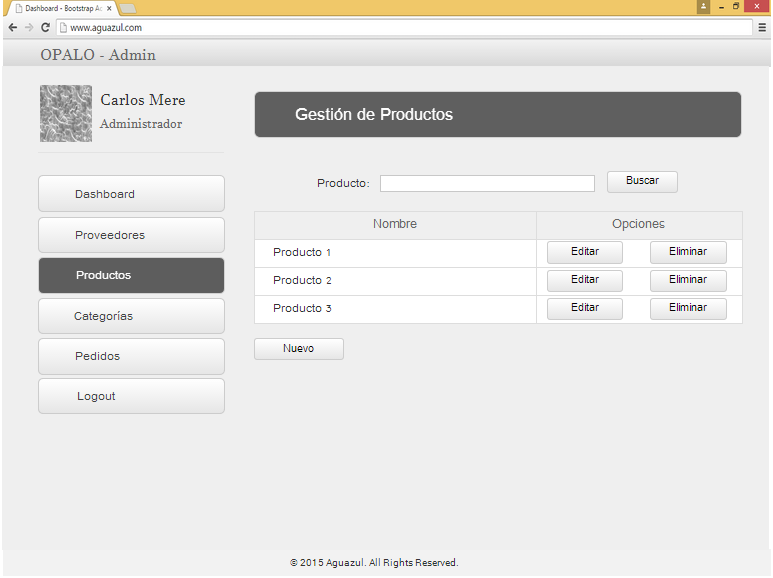 Dashboard - Bootstrap Ad
www.aguazul.com
OPALO - Admin
Carlos Mere
Administrador
Dashboard
Proveedores
Productos
Categorías
Pedidos
Logout
Gestión de Productos
Producto: Buscar
Nombre Opciones
Producto 1 Editar Eliminar
Producto 2 Editar Eliminar
Producto 3 Editar Eliminar
Nuevo
© 2015 Aguazul. All Rights Reserved.